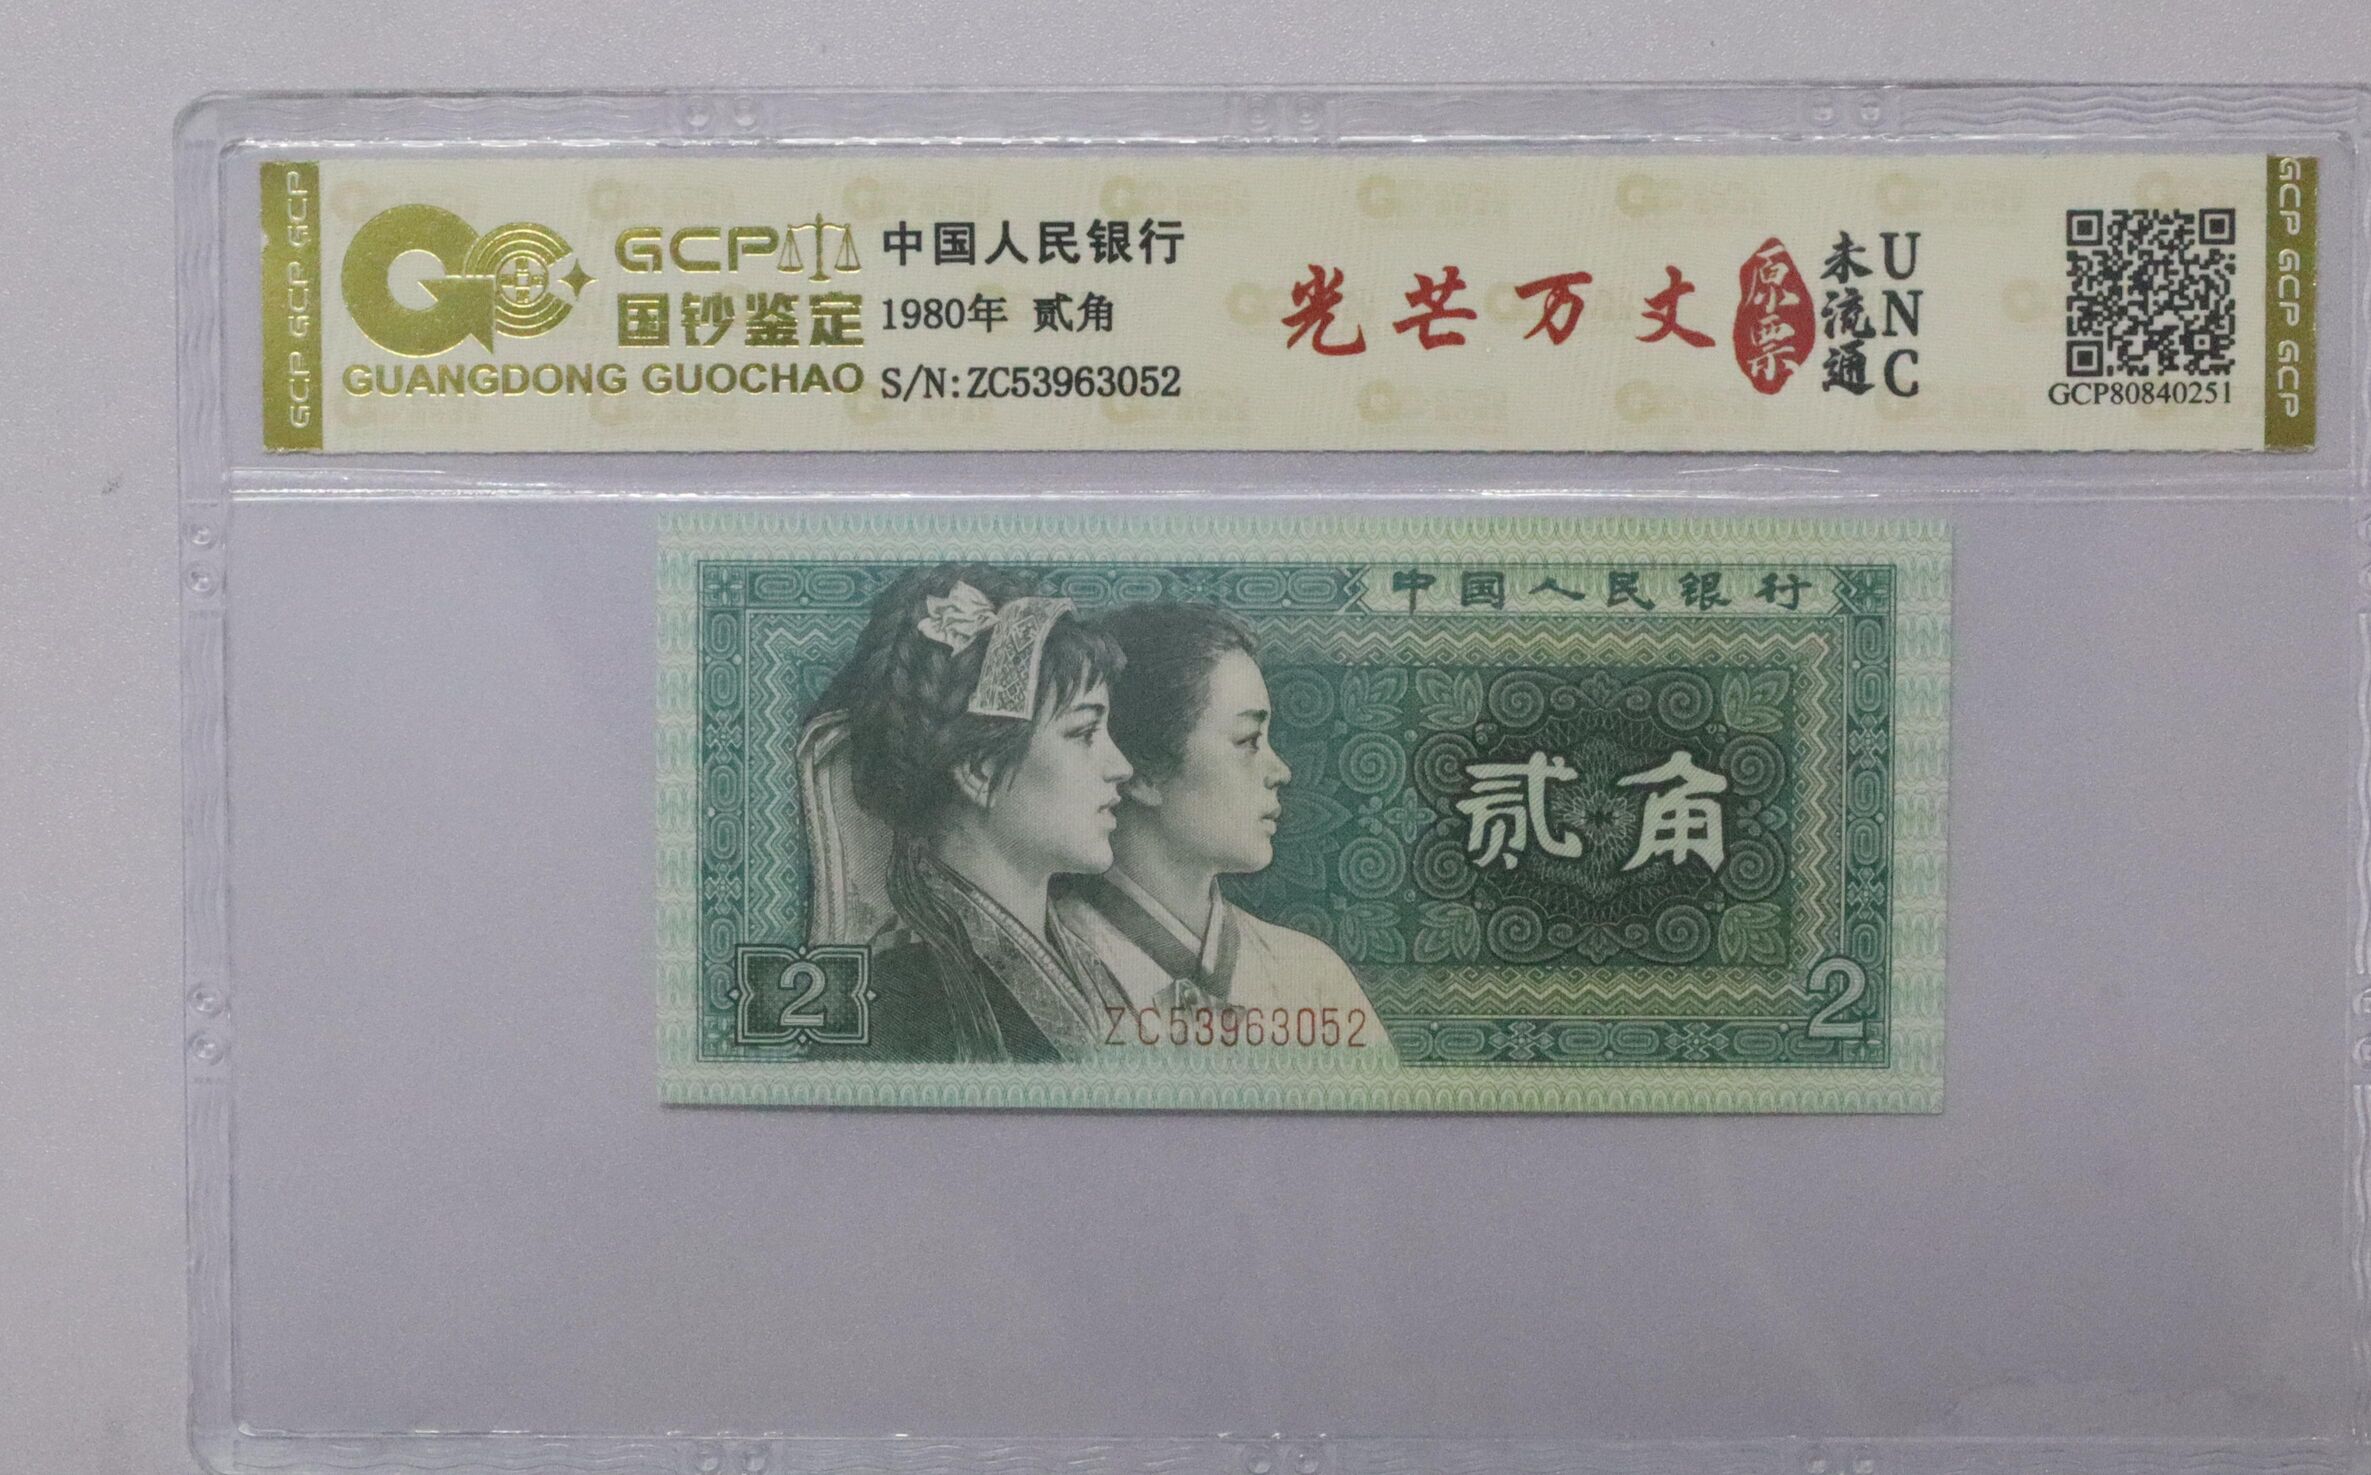 GCP GCP GCP
GCP
国钞鉴定
GUANGDONG GUOCHAO
中国人民银行
1980年 贰角
S/N:ZC53963052
光芒万丈
原票
未流通
UNC
GCP80840251
GCP GCP GCP
中国人民银行
贰角
2
ZC53963052
2